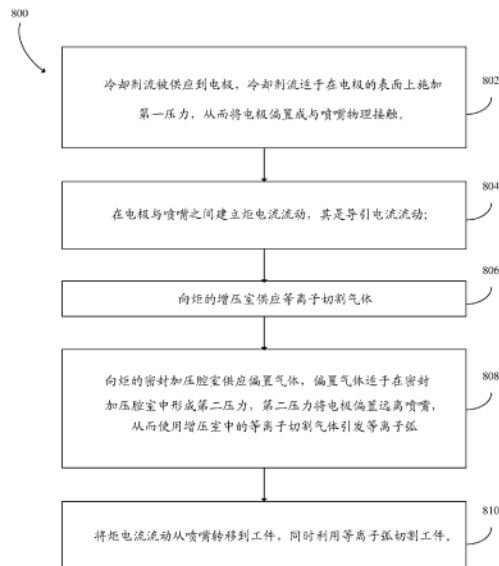 800
冷却剂流被供应到电极，冷却剂流适于在电极的表面上施加
第一压力，从而将电极偏置成与喷嘴物理接触。
802
在电极与喷嘴之间建立炬电流流动，其是导引电流流动；
804
向炬的增压室供应等离子切割气体
806
向炬的密封加压腔室供应偏置气体，偏置气体适于在密封
加压腔室中形成第二压力，第二压力将电极偏置远离喷嘴，
从而使用增压室中的等离子切割气体引发等离子弧
808
将炬电流流动从喷嘴转移到工件，同时利用等离子弧切割工件。
810